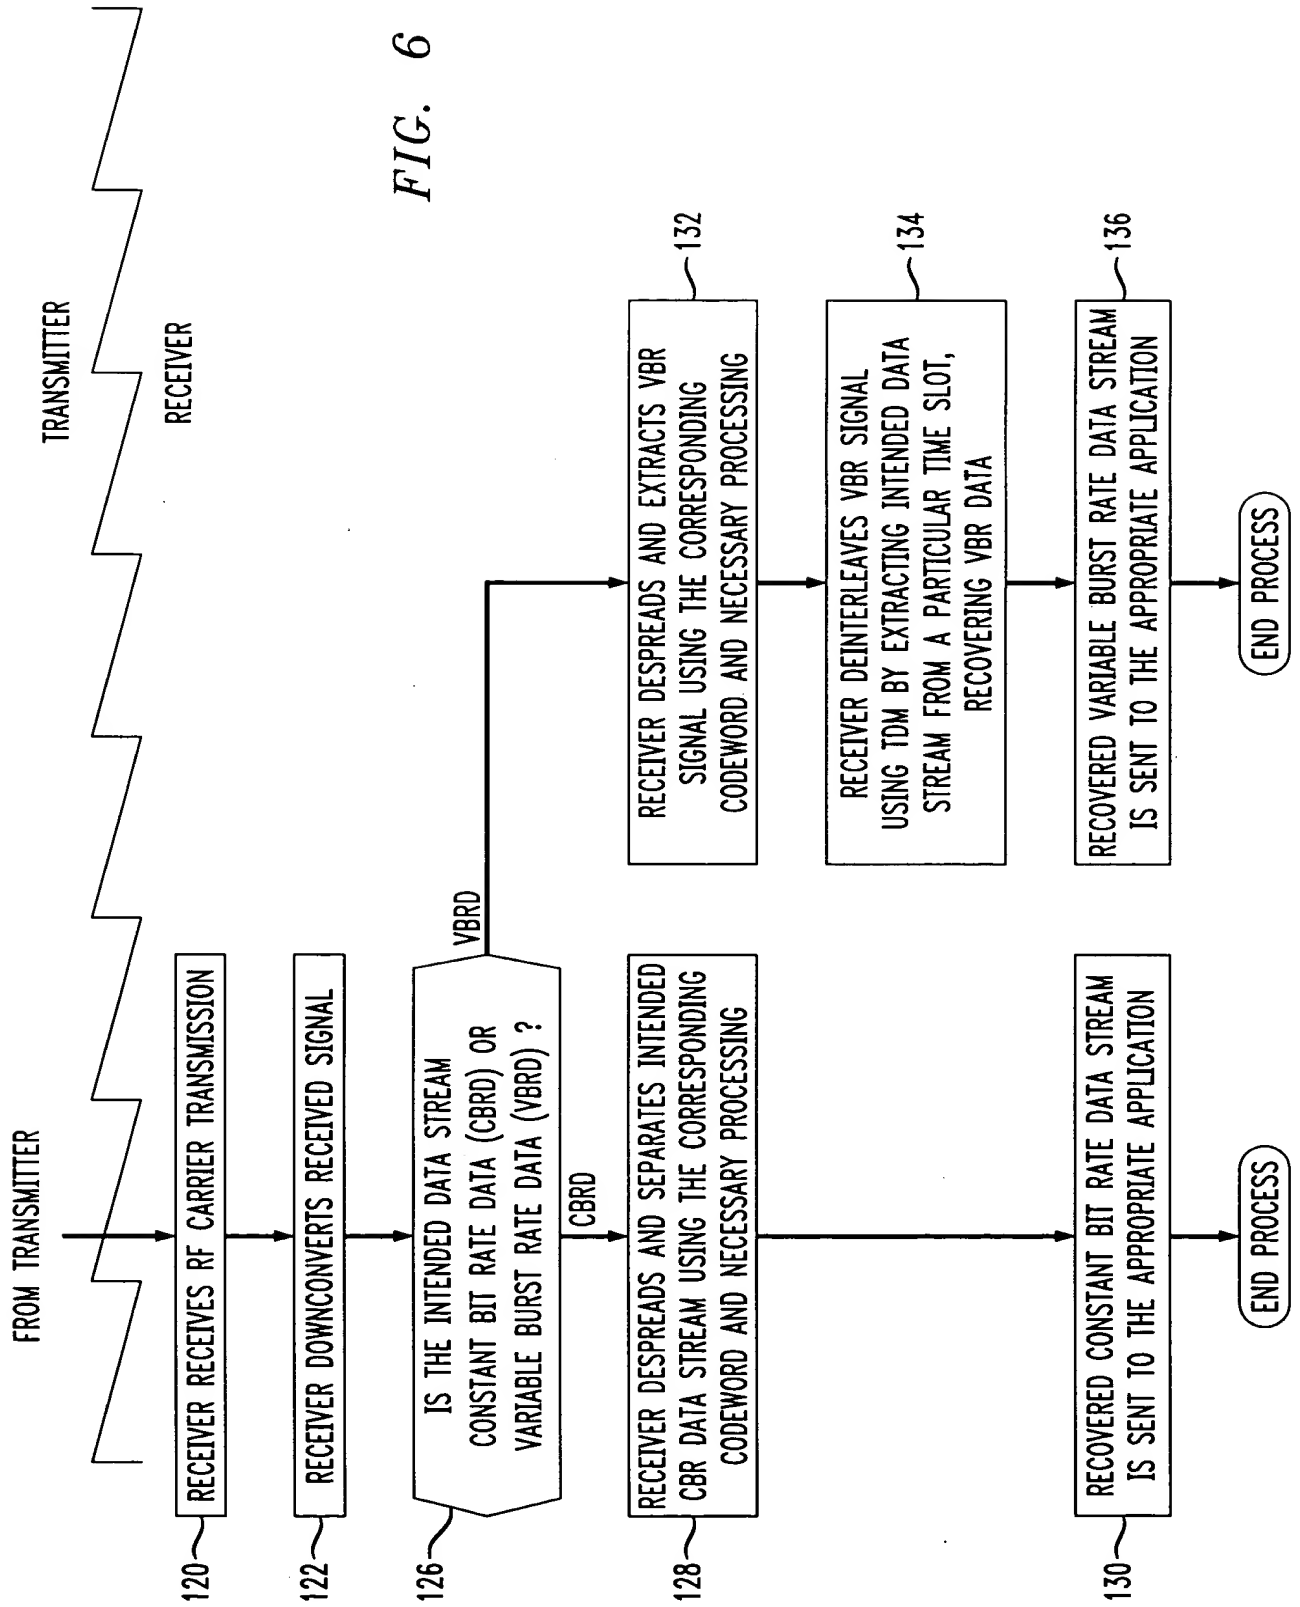 FROM TRANSMITTER
TRANSMITTER
RECEIVER
120
RECEIVER RECEIVES RF CARRIER TRANSMISSION
122
RECEIVER DOWNCONVERTS RECEIVED SIGNAL
126
IS THE INTENDED DATA STREAM
CONSTANT BIT RATE DATA (CBRD) OR
VARIABLE BURST RATE DATA (VBRD) ?
VBRD
CBRD
128
RECEIVER DESPREADS AND SEPARATES INTENDED
CBR DATA STREAM USING THE CORRESPONDING
CODEWORD AND NECESSARY PROCESSING
130
RECOVERED CONSTANT BIT RATE DATA STREAM
IS SENT TO THE APPROPRIATE APPLICATION
END PROCESS
RECEIVER DESPREADS AND EXTRACTS VBR
SIGNAL USING THE CORRESPONDING
CODEWORD AND NECESSARY PROCESSING
132
RECEIVER DEINTERLEAVES VBR SIGNAL
USING TDM BY EXTRACTING INTENDED DATA
STREAM FROM A PARTICULAR TIME SLOT,
RECOVERING VBR DATA
134
RECOVERED VARIABLE BURST RATE DATA STREAM
IS SENT TO THE APPROPRIATE APPLICATION
136
END PROCESS
FIG. 6